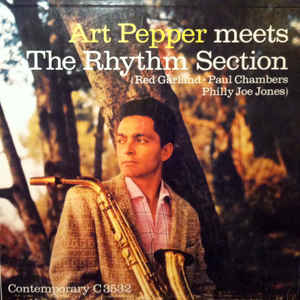 Art Pepper meets
The Rhythm Section
(Red Garland · Paul Chambers
Philly Joe Jones)
Contemporary C 3532